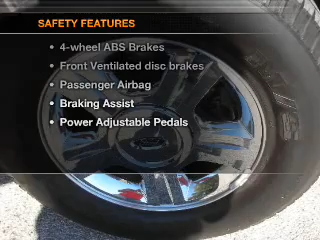 SAFETY FEATURES
• 4-wheel ABS Brakes
• Front Ventilated disc brakes
• Passenger Airbag
• Braking Assist
• Power Adjustable Pedals